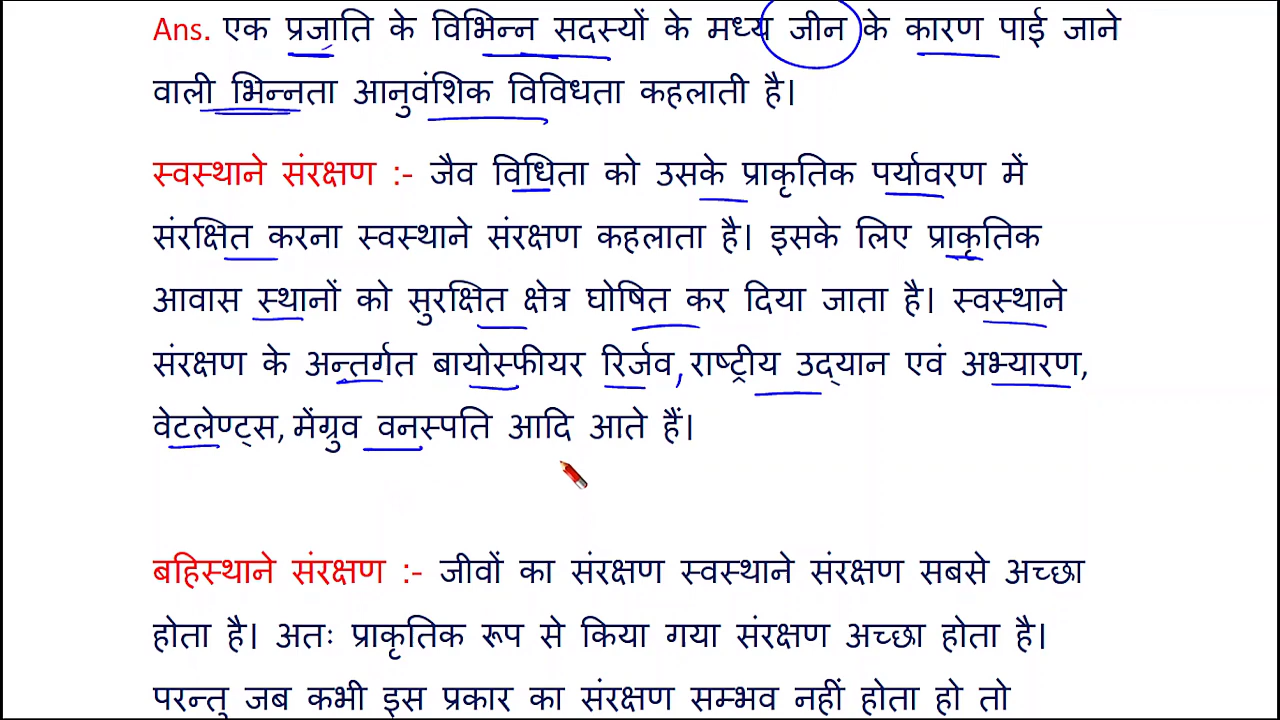 Ans. एक प्रजाति के विभिन्न सदस्यों के मध्य जीन के कारण पाई जाने
वाली भिन्नता आनुवंशिक विविधता कहलाती है।
स्वस्थाने संरक्षण :- जैव विधिता को उसके प्राकृतिक पर्यावरण में
संरक्षित करना स्वस्थाने संरक्षण कहलाता है। इसके लिए प्राकृतिक
आवास स्थानों को सुरक्षित क्षेत्र घोषित कर दिया जाता है। स्वस्थाने
संरक्षण के अन्तर्गत बायोस्फीयर रिर्जव, राष्ट्रीय उद्‌यान एवं अभ्यारण,
वेटलेण्ट्स, मेंग्रुव वनस्पति आदि आते हैं।
बहिस्थाने संरक्षण :- जीवों का संरक्षण स्वस्थाने संरक्षण सबसे अच्छा
होता है। अतः प्राकृतिक रूप से किया गया संरक्षण अच्छा होता है।
परन्तु जब कभी इस प्रकार का संरक्षण सम्भव नहीं होता हो तो